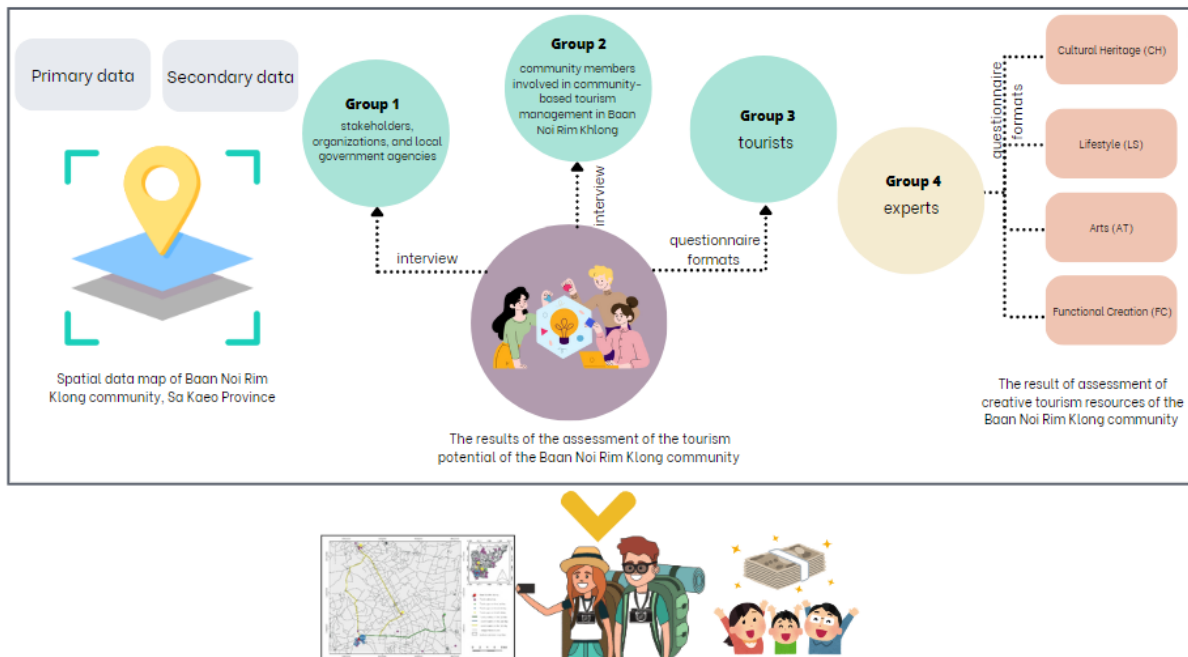 Primary data
Secondary data
Spatial data map of Baan Noi Rim
Klong community, Sa Kaeo Province
Group 1
stakeholders,
organizations, and local
government agencies
Group 2
community members
involved in community-
based tourism
management in Baan
Noi Rim Khlong
Group 3
tourists
interview
interview
questionnaire
formats
The results of the assessment of the tourism
potential of the Baan Noi Rim Klong community
Group 4
experts
questionnaire
formats
Cultural Heritage (CH)
Lifestyle (LS)
Arts (AT)
Functional Creation (FC)
The result of assessment of
creative tourism resources of the
Baan Noi Rim Klong community